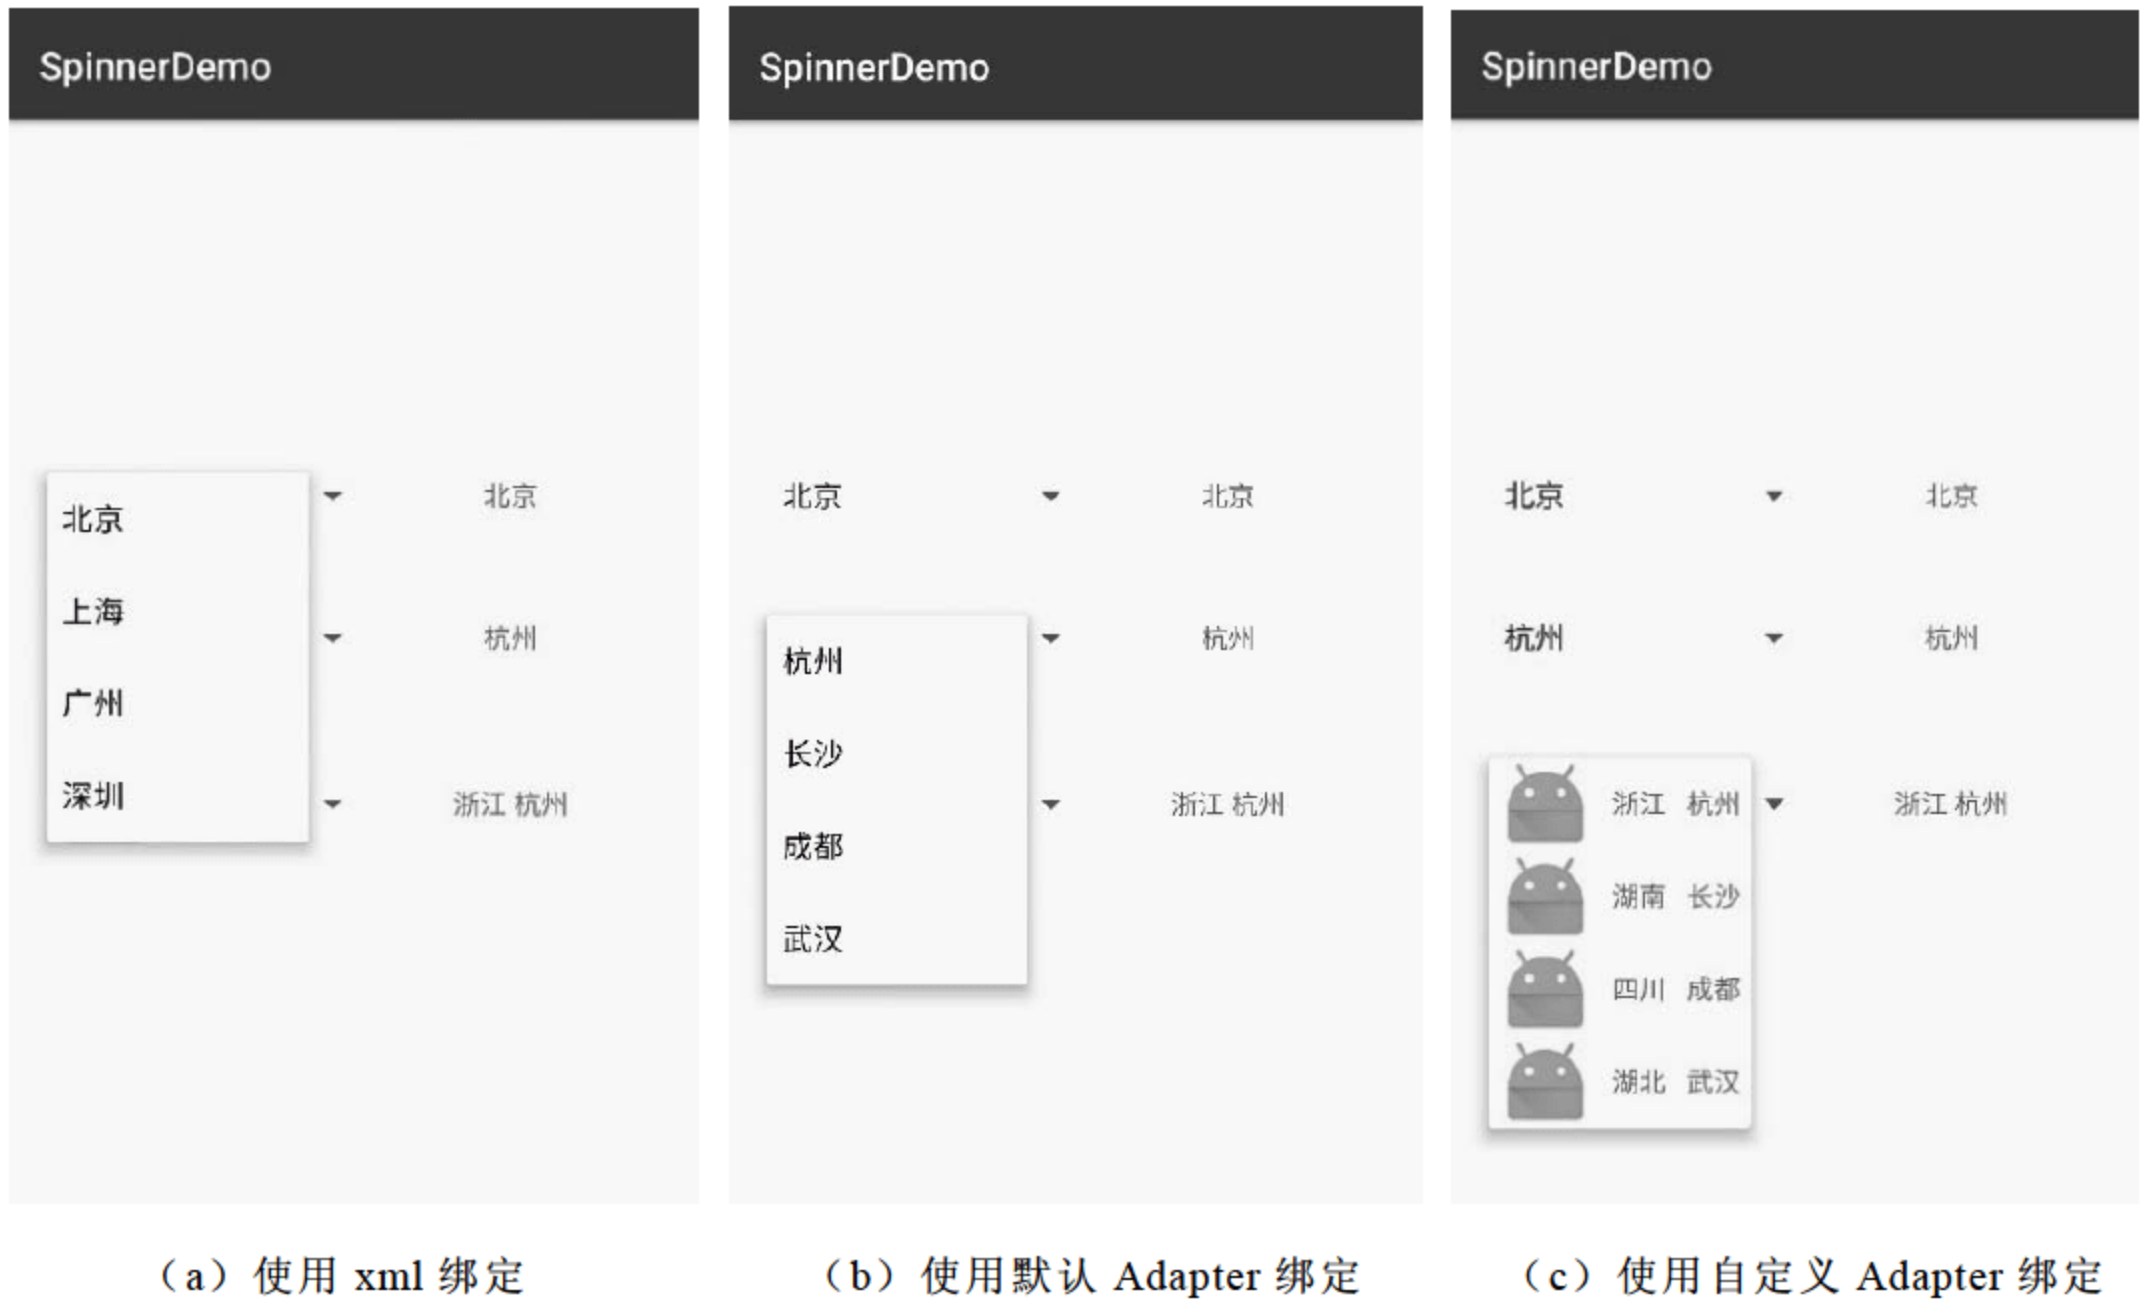 SpinnerDemo
北京
上海
广州
深圳
北京
杭州
浙江 杭州
(a) 使用 xml 绑定
SpinnerDemo
北京
北京
杭州
长沙
成都
武汉
杭州
浙江 杭州
(b) 使用默认 Adapter 绑定
SpinnerDemo
北京
北京
杭州
杭州
浙江 杭州
湖南 长沙
四川 成都
湖北 武汉
浙江 杭州
(c) 使用自定义 Adapter 绑定